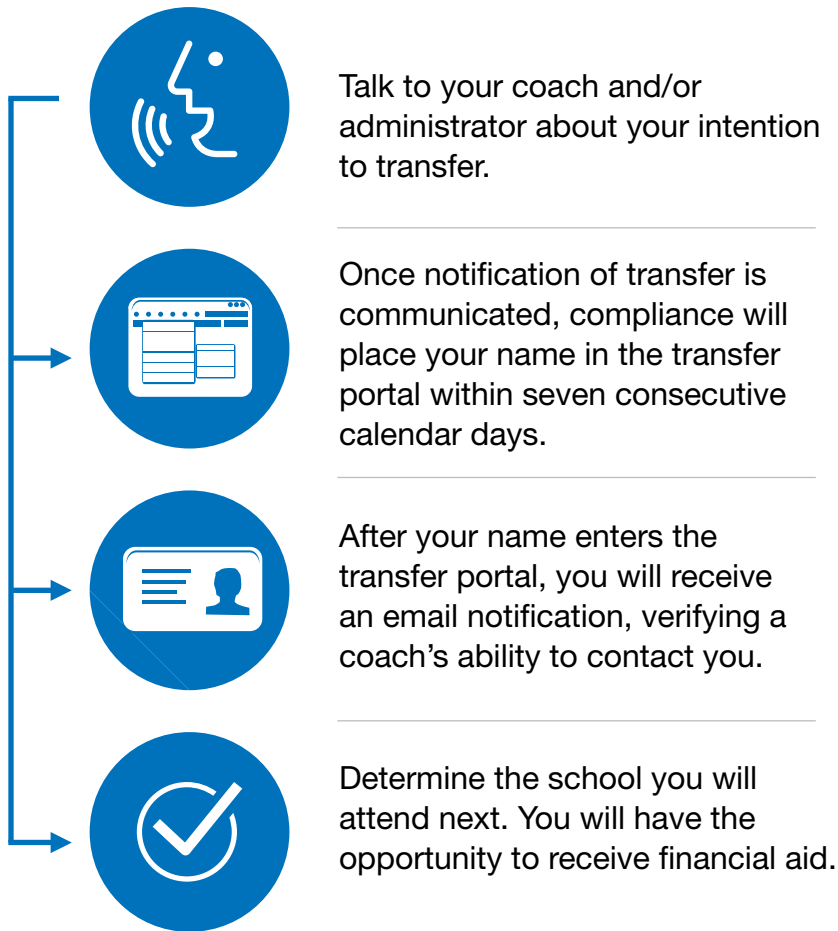 Talk to your coach and/or
administrator about your intention
to transfer.
Once notification of transfer is
communicated, compliance will
place your name in the transfer
portal within seven consecutive
calendar days.
After your name enters the
transfer portal, you will receive
an email notification, verifying a
coach’s ability to contact you.
Determine the school you will
attend next. You will have the
opportunity to receive financial aid.